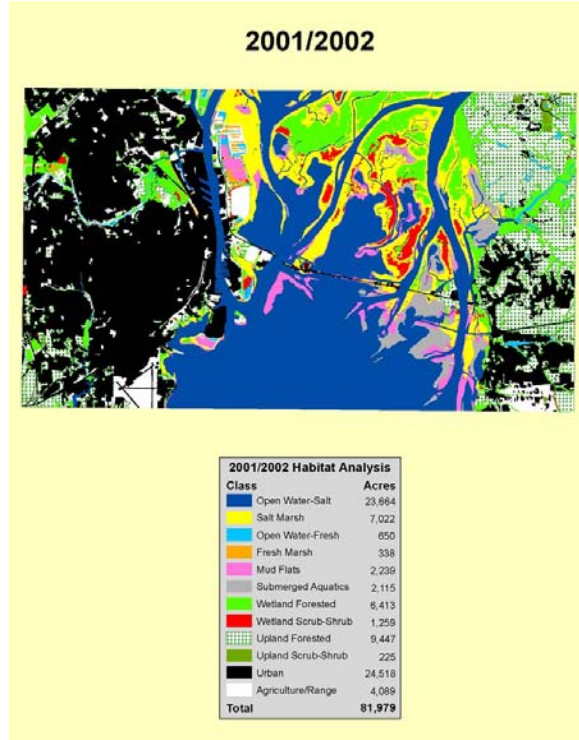 2001/2002
2001/2002 Habitat Analysis
Class Acres
Open Water-Salt 23,664
Salt Marsh 7,022
Open Water-Fresh 650
Fresh Marsh 338
Mud Flats 2,239
Submerged Aquatics 2,115
Wetland Forested 6,413
Wetland Scrub-Shrub 1,259
Upland Forested 9,447
Upland Scrub-Shrub 225
Urban 24,518
Agriculture/Range 4,089
Total 81,979